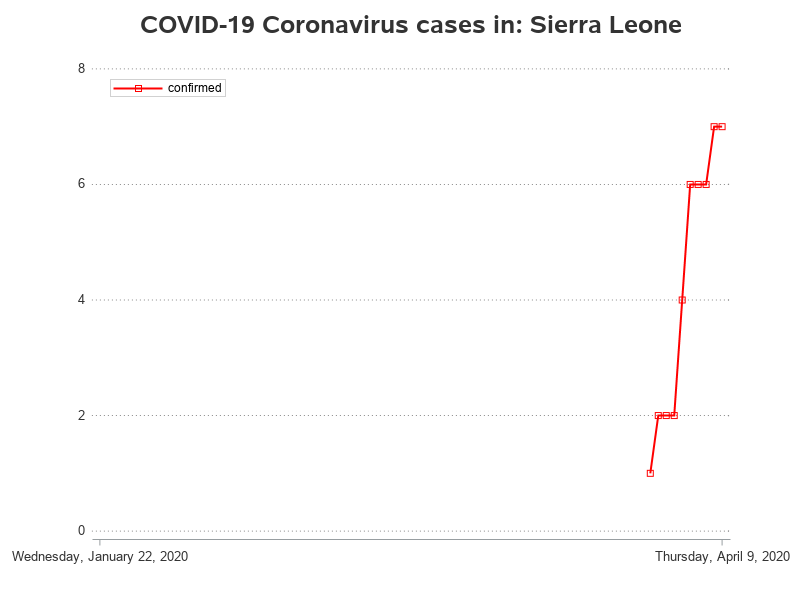 COVID-19 Coronavirus cases in: Sierra Leone
8
confirmed
6
4
2
0
Wednesday, January 22, 2020
Thursday, April 9, 2020